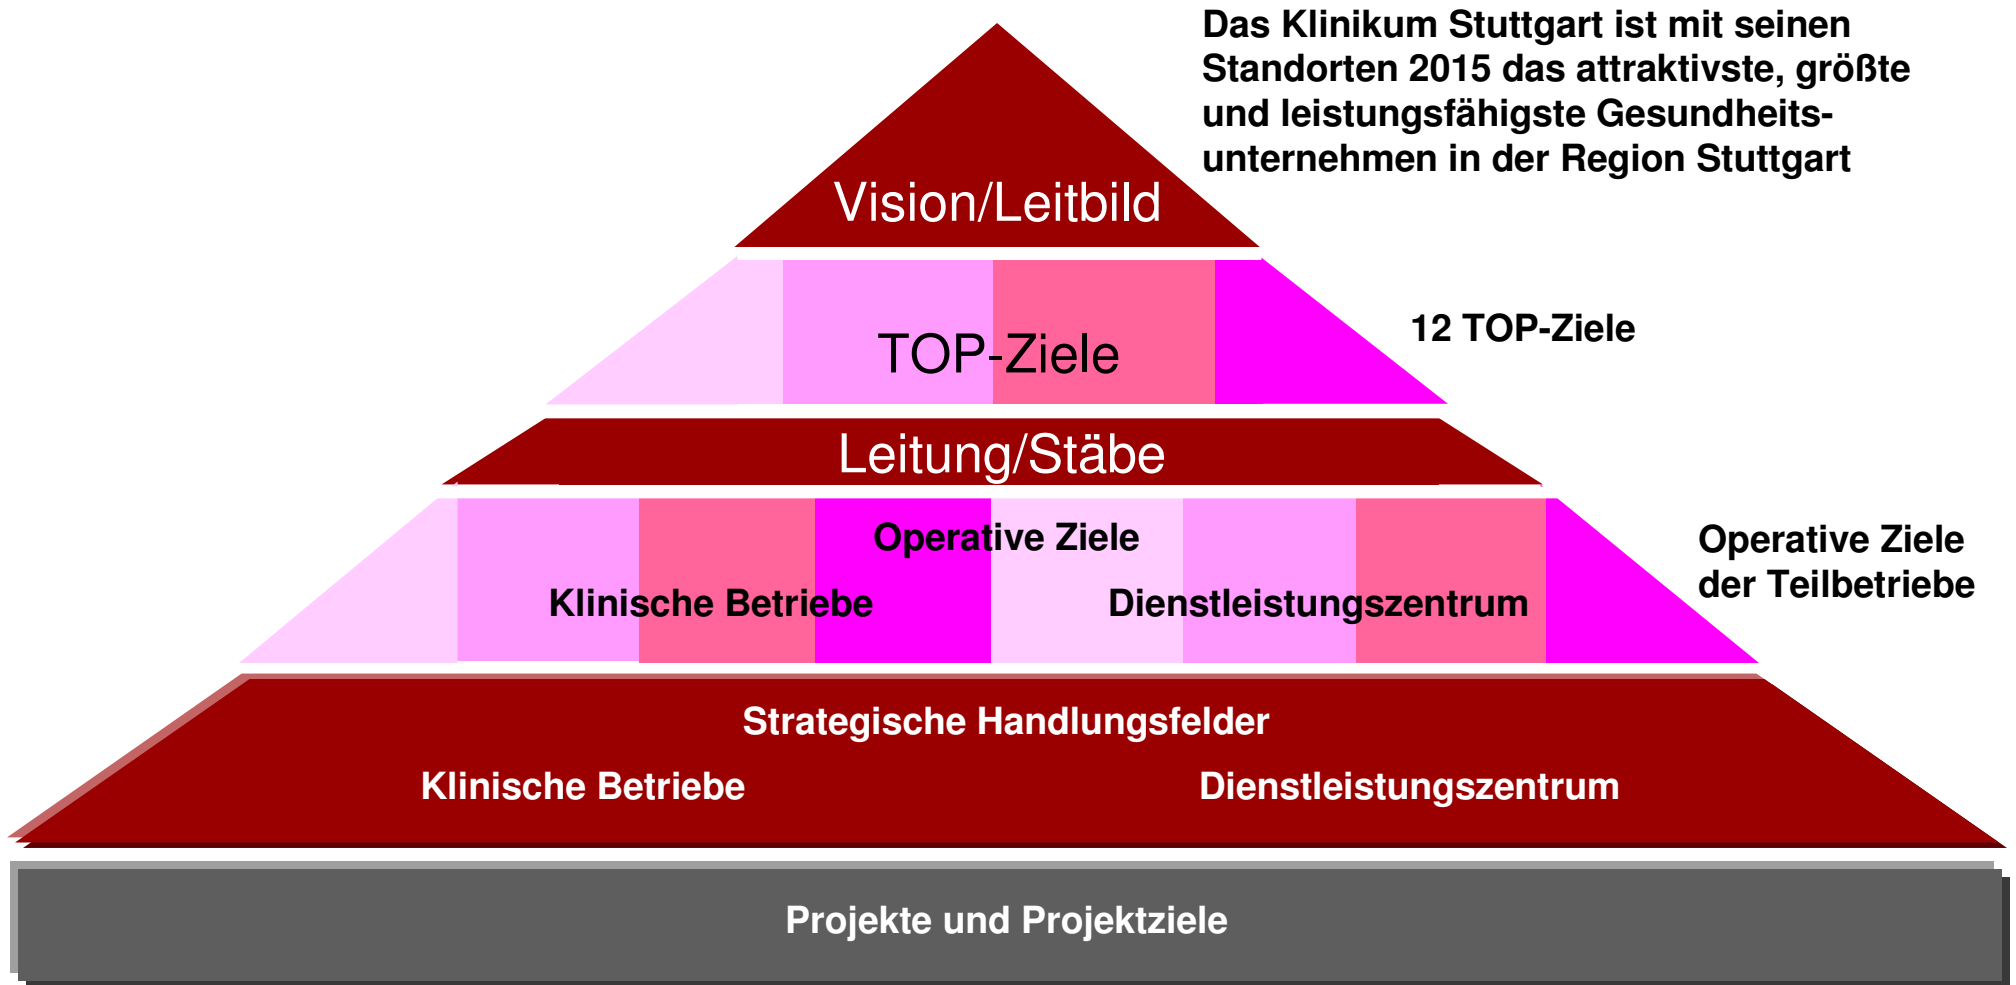 Das Klinikum Stuttgart ist mit seinen
Standorten 2015 das attraktivste, größte
und leistungsfähigste Gesundheits-
unternehmen in der Region Stuttgart
Vision/Leitbild
TOP-Ziele
12 TOP-Ziele
Leitung/Stäbe
Operative Ziele
Klinische Betriebe
Dienstleistungszentrum
Operative Ziele
der Teilbetriebe
Strategische Handlungsfelder
Klinische Betriebe
Dienstleistungszentrum
Projekte und Projektziele